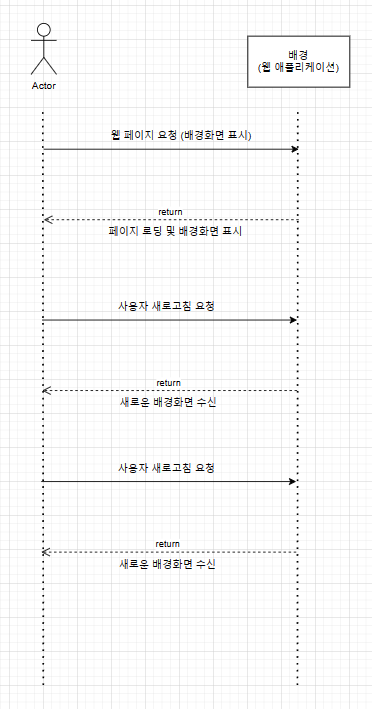 Actor
배경
(웹 애플리케이션)
웹 페이지 요청 (배경화면 표시)
return
페이지 로딩 및 배경화면 표시
사용자 새로고침 요청
return
새로운 배경화면 수신
사용자 새로고침 요청
return
새로운 배경화면 수신